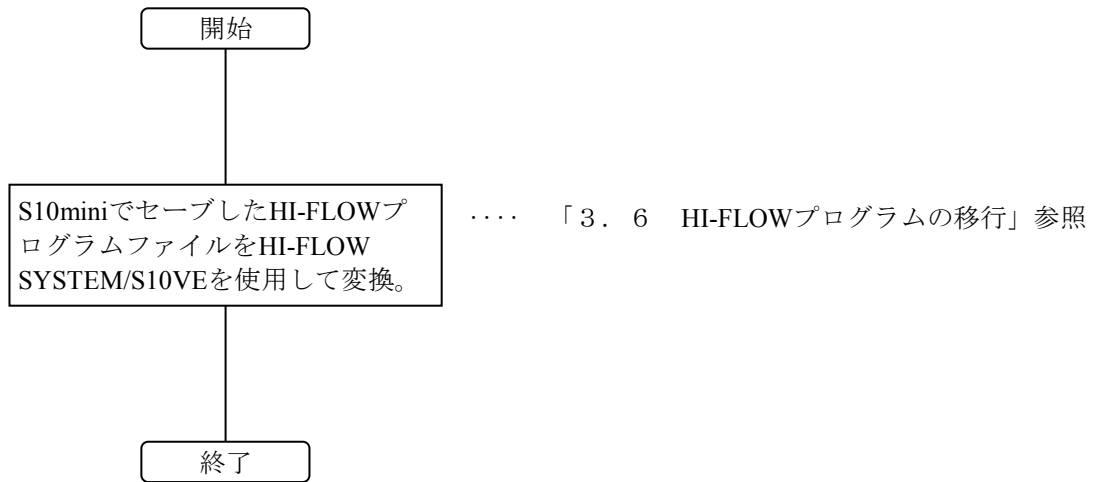 開始
S10miniでセーブしたHI-FLOWプ
ログラムファイルをHI-FLOW
SYSTEM/S10VEを使用して変換。
‥‥ 「３．６ HI-FLOWプログラムの移行」参照
終了